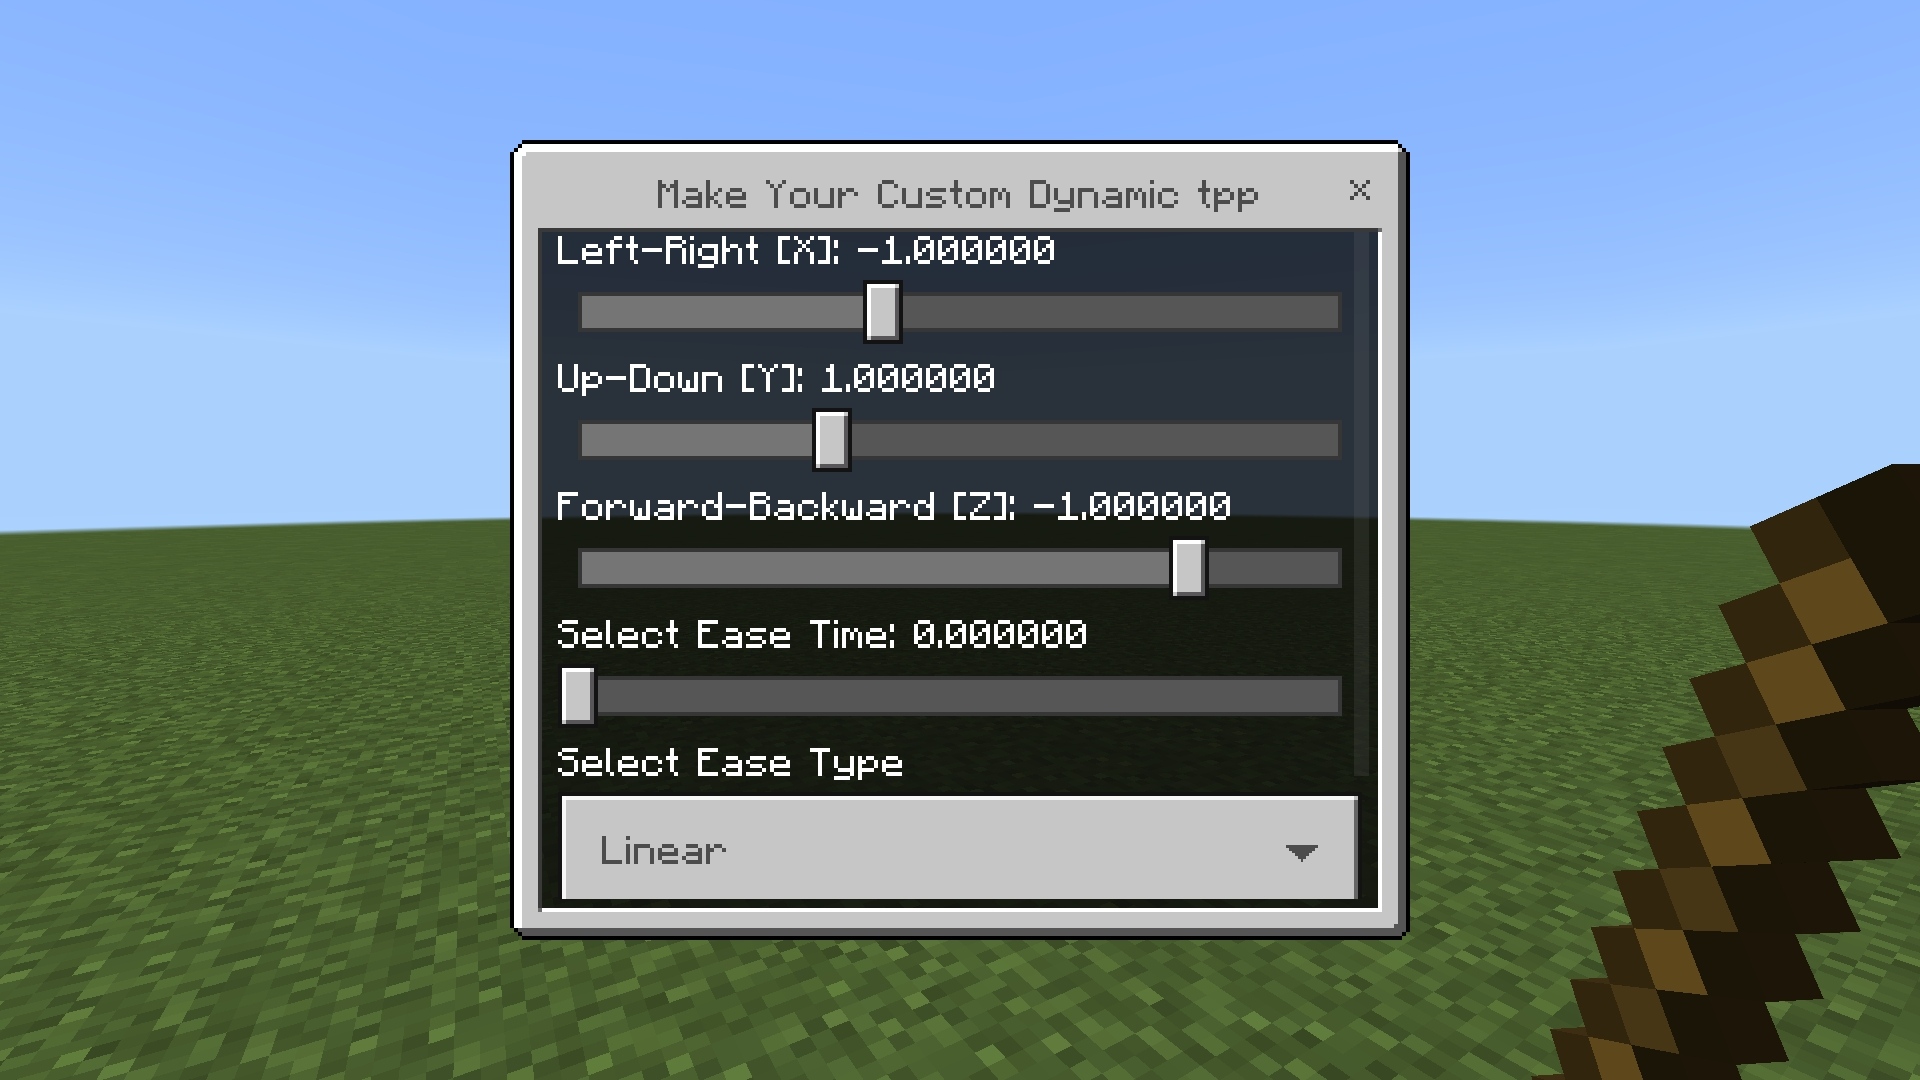 Make Your Custom Dynamic tpp
Left-Right [X]: -1.000000
Up-Down [Y]: 1.000000
Forward-Backward [Z]: -1.000000
Select Ease Time: 0.000000
Select Ease Type
Linear